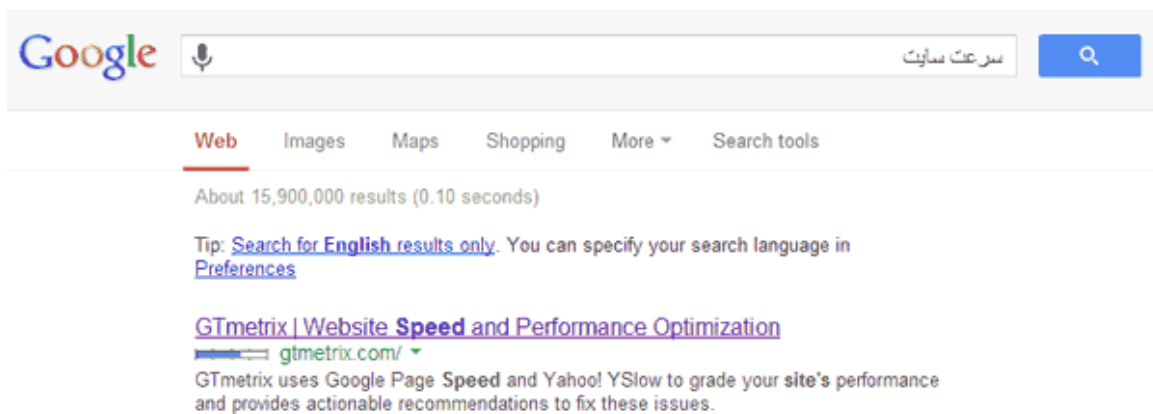 Google
سرعت سایت
Web Images Maps Shopping More Search tools
About 15,900,000 results (0.10 seconds)
Tip: Search for English results only. You can specify your search language in
Preferences
GTmetrix | Website Speed and Performance Optimization
gtmetrix.com/
GTmetrix uses Google Page Speed and Yahoo! YSlow to grade your site's performance
and provides actionable recommendations to fix these issues.